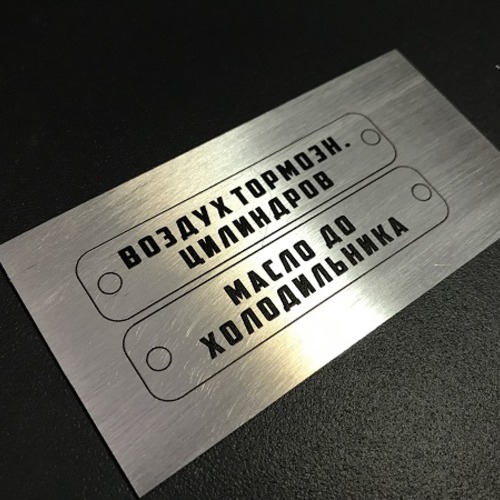 ВОЗДУХ ТОРМОЗН.
ЦИЛИНДРОВ
МАСЛО ДО
ХОЛОДИЛЬНИКА